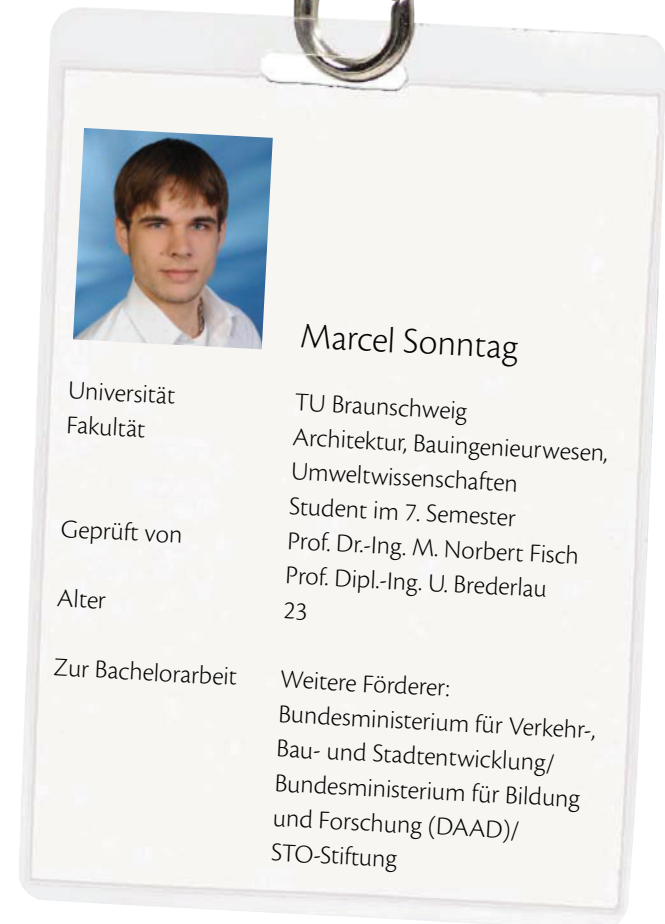 Marcel Sonntag
Universität TU Braunschweig
Fakultät Architektur, Bauingenieurwesen,
Umweltwissenschaften
Student im 7. Semester
Geprüft von Prof. Dr.-Ing. M. Norbert Fisch
Prof. Dipl.-Ing. U. Brederlau
Alter 23
Zur Bachelorarbeit Weitere Förderer:
Bundesministerium für Verkehr-,
Bau- und Stadtentwicklung/
Bundesministerium für Bildung
und Forschung (DAAD)/
STO-Stiftung